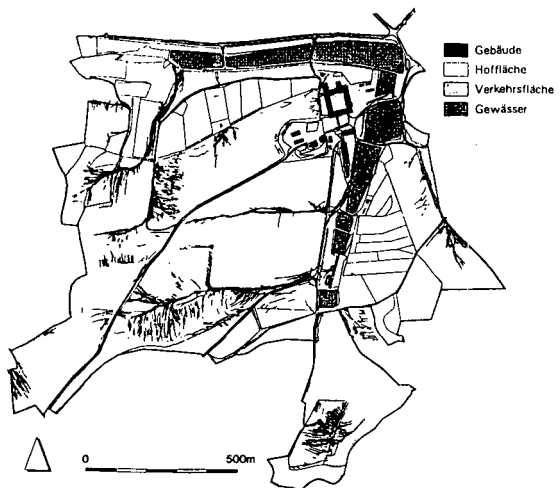 Gebäude
Hoffläche
Verkehrsfläche
Gewässer
0 500m